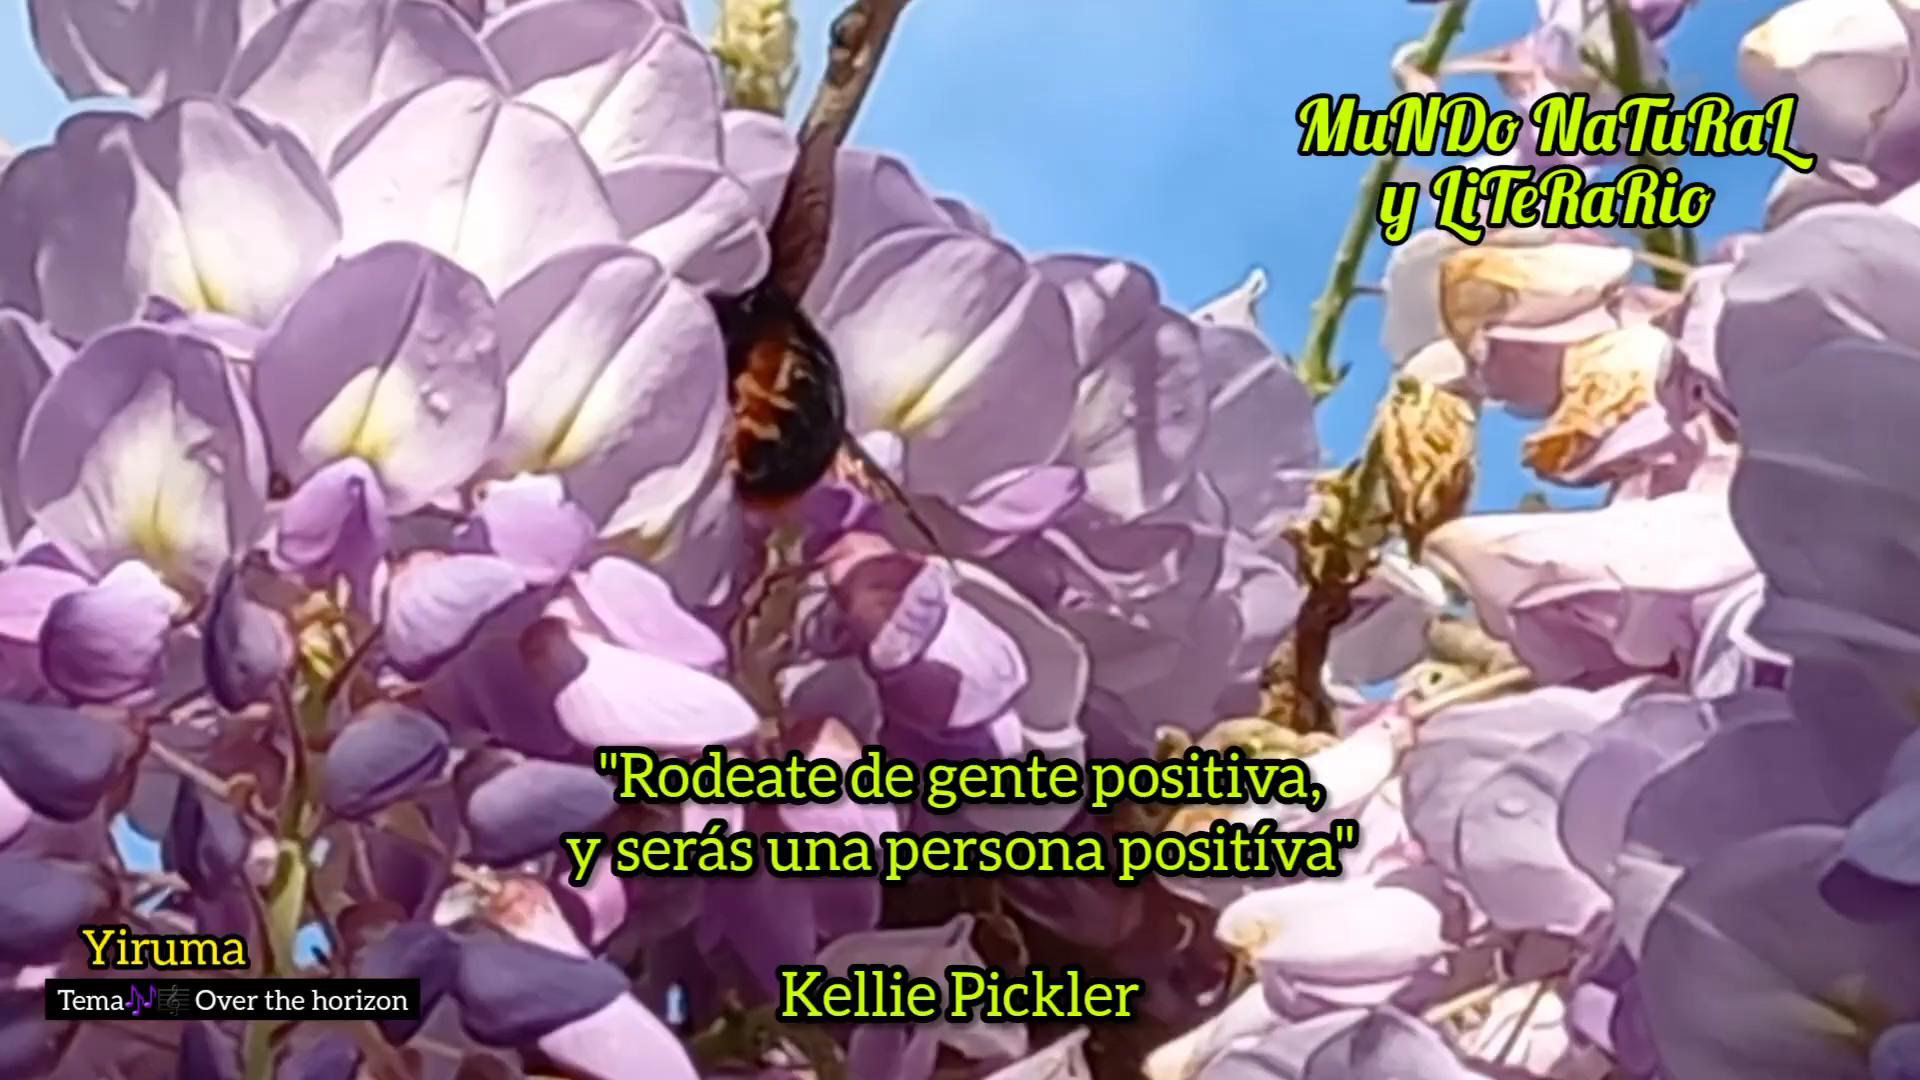 MuNDo NaTuRaL
y LiTeRaRio
"Rodeate de gente positiva,
y serás una persona positíva"
Kellie Pickler
Yiruma
Tema🎶🎼 Over the horizon